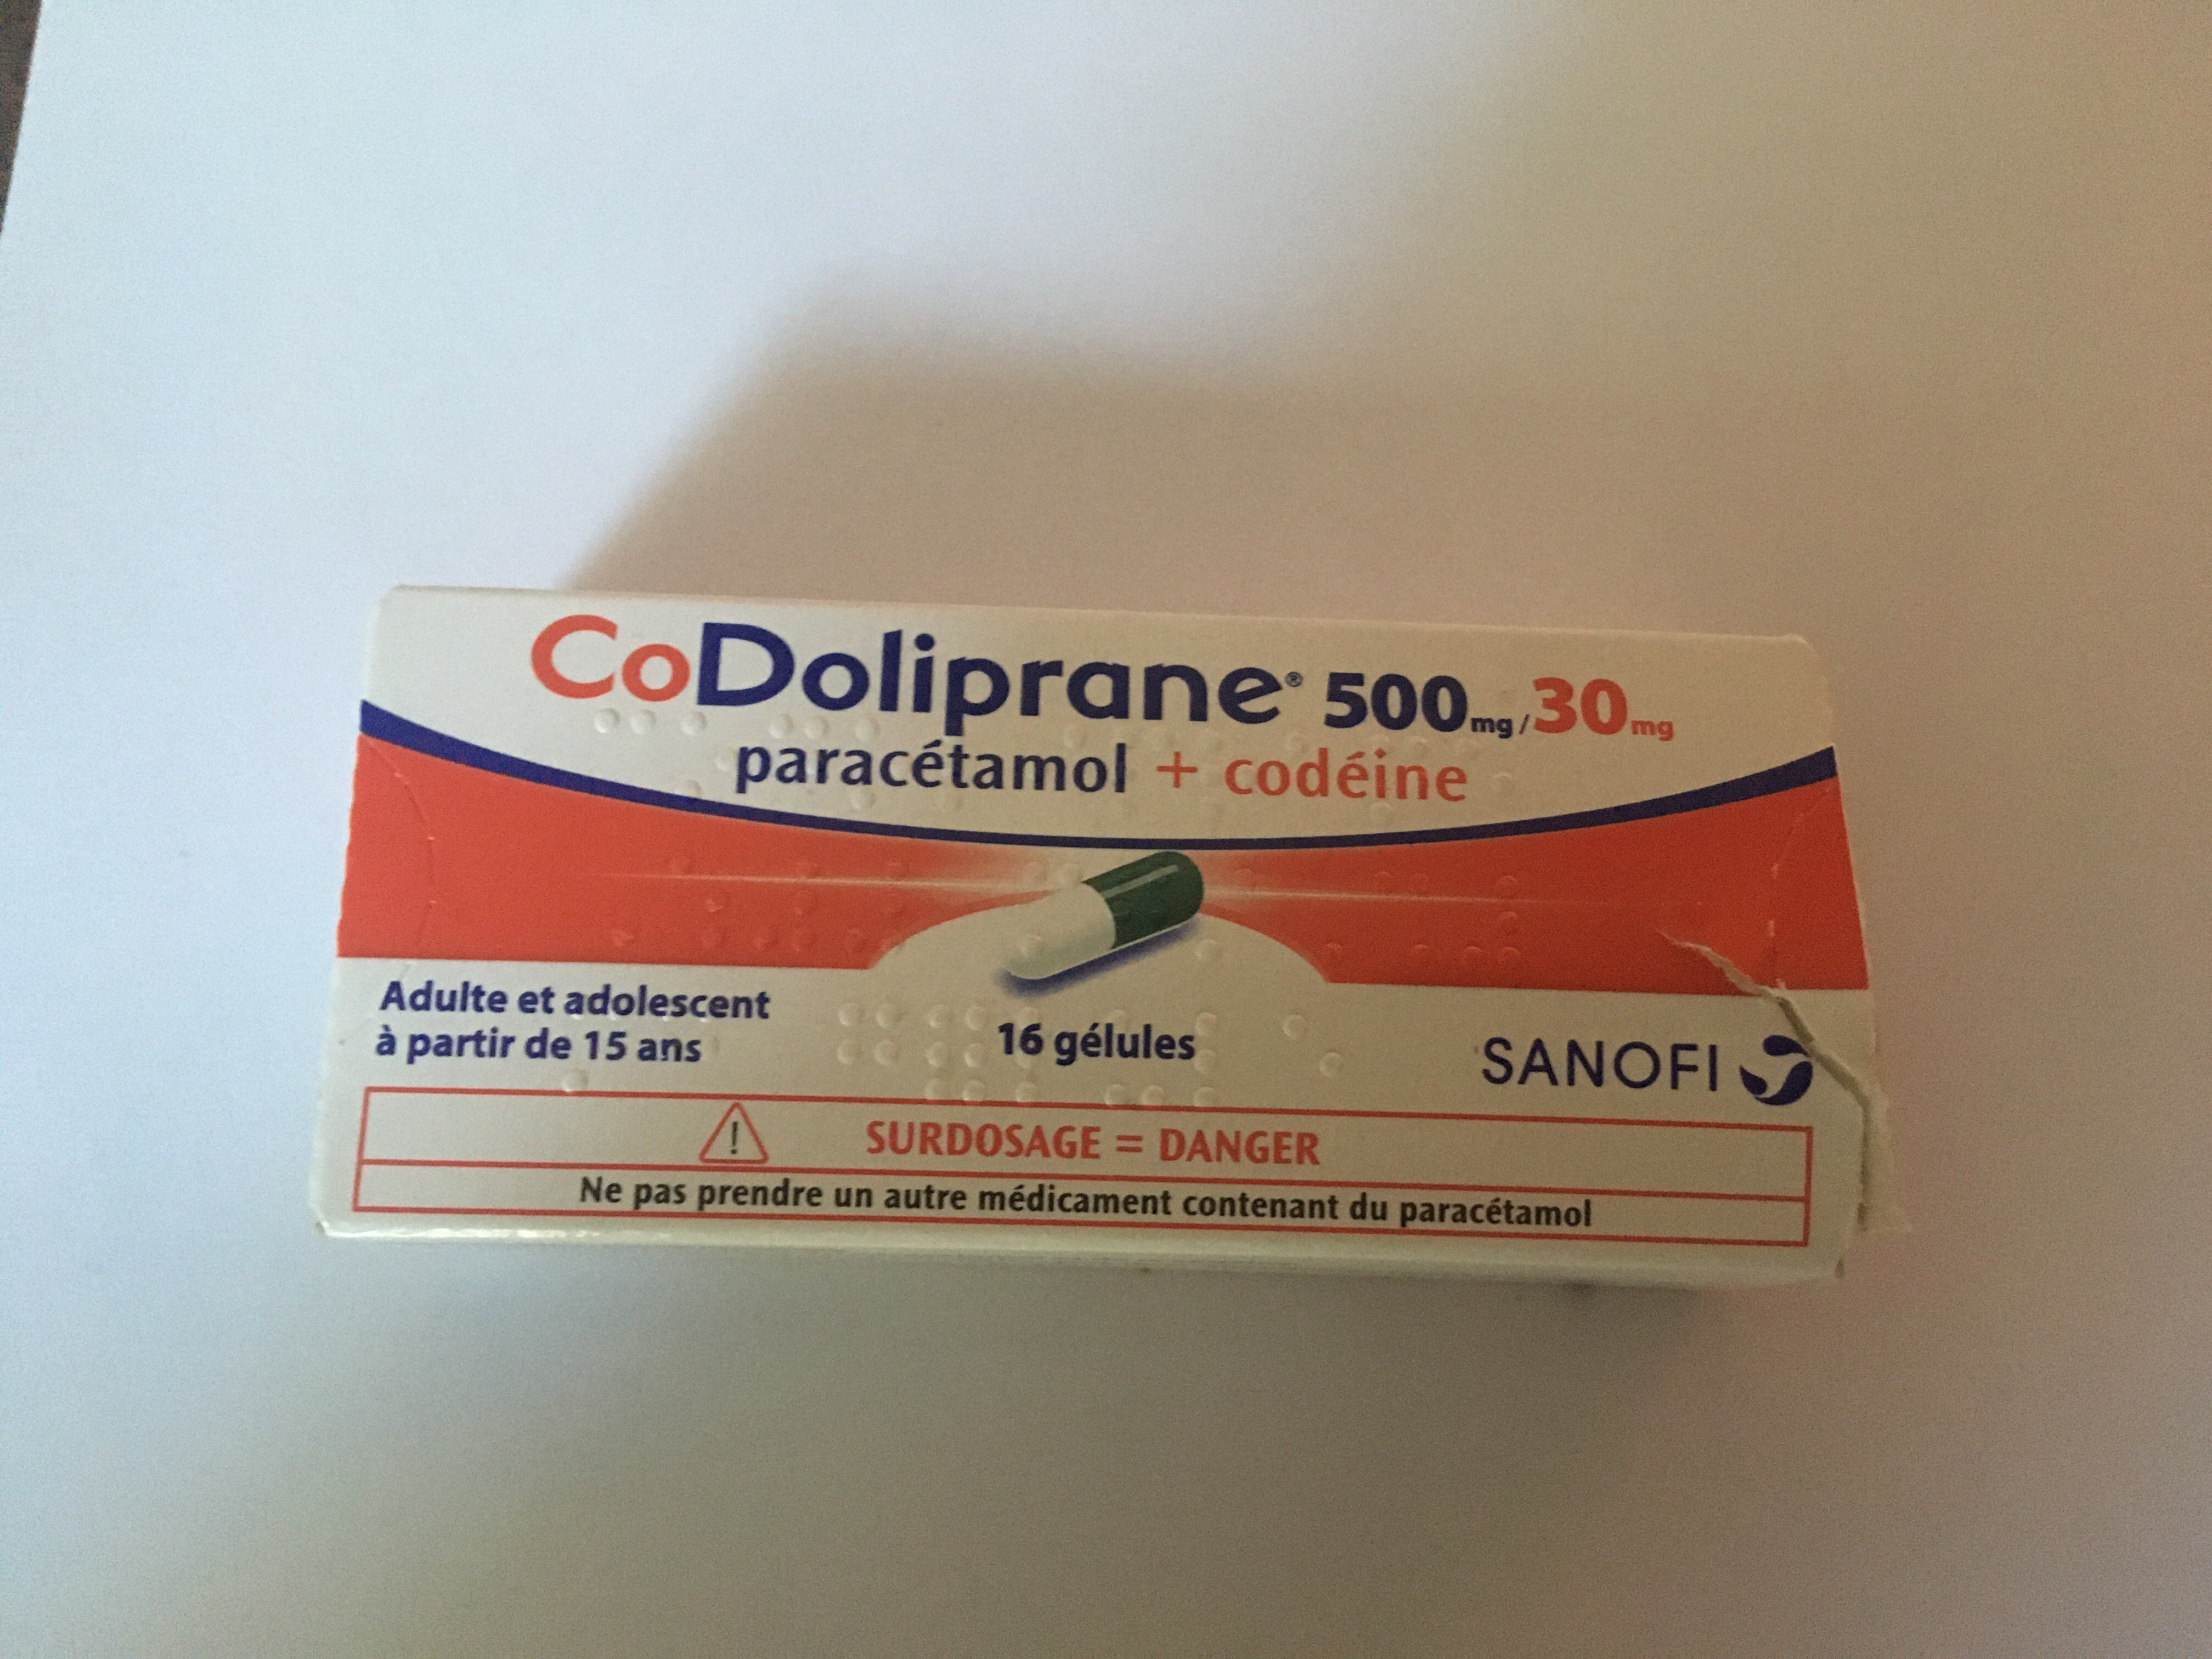 CoDoliprane® 500mg/30mg
paracétamol + codéine
Adulte et adolescent
à partir de 15 ans
16 gélules
SANOFI
! SURDOSAGE = DANGER
Ne pas prendre un autre médicament contenant du paracétamol